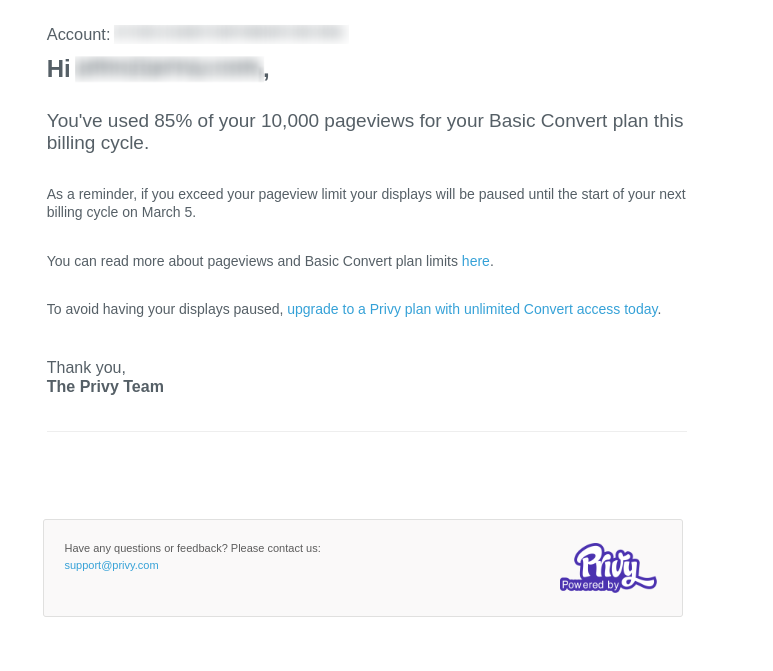 Account:
Hi ,
You've used 85% of your 10,000 pageviews for your Basic Convert plan this
billing cycle.
As a reminder, if you exceed your pageview limit your displays will be paused until the start of your next
billing cycle on March 5.
You can read more about pageviews and Basic Convert plan limits here.
To avoid having your displays paused, upgrade to a Privy plan with unlimited Convert access today.
Thank you,
The Privy Team
Have any questions or feedback? Please contact us:
support@privy.com
Privy
Powered by